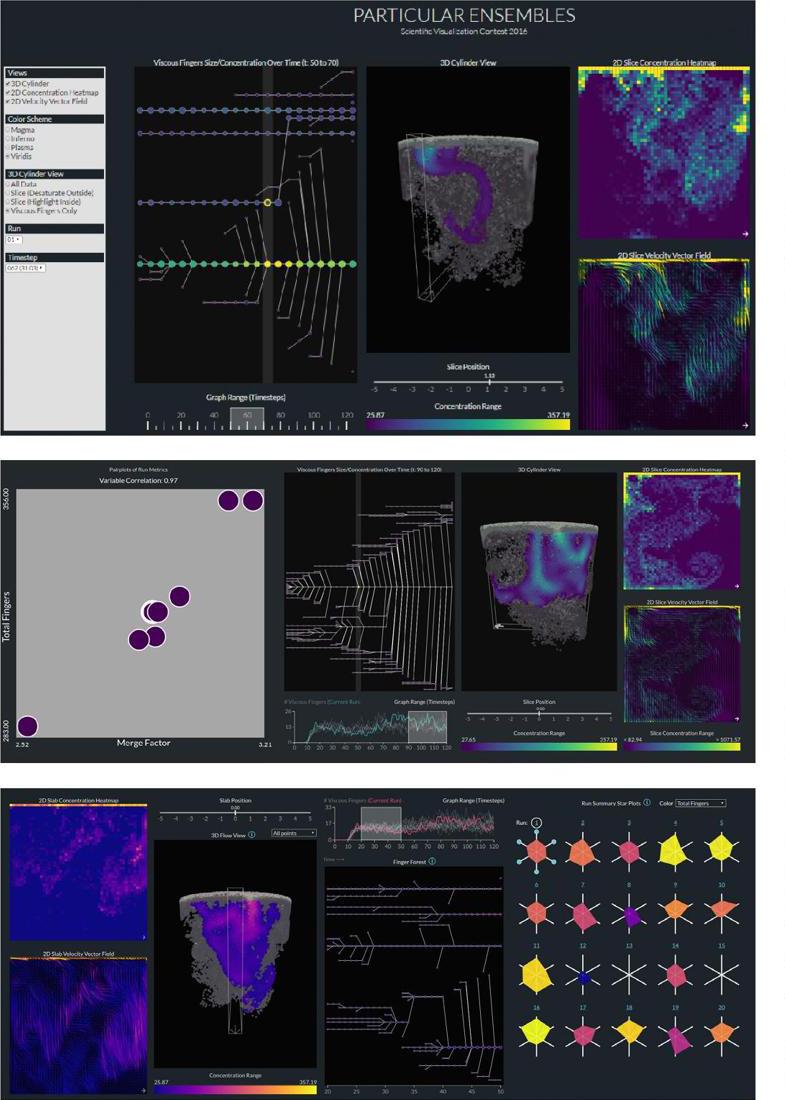 PARTICULAR ENSEMBLES
Scientific Visualization Contest 2016
Views
3D Cylinder
2D Concentration Heatmap
2D Velocity Vector Field
Color Scheme
Magma
Inferno
Plasma
Viridis
3D Cylinder View
All Data
Slice (Desaturate Outside)
Slice (Highlight Inside)
Viscous Fingers Only
Run
01
Timestep
062 (31.03)
Viscous Fingers Size/Concentration Over Time (t: 50 to 70)
Graph Range (Timesteps)
0 20 40 60 80 100 120
3D Cylinder View
Slice Position
1.13
-5 -4 -3 -2 -1 0 1 2 3 4 5
Concentration Range
25.87 357.19
2D Slice Concentration Heatmap
2D Slice Velocity Vector Field
Pairplots of Run Metrics
Variable Correlation: 0.97
356.00
Total Fingers
283.00
2.52 Merge Factor 3.21
Viscous Fingers Size/Concentration Over Time (t: 90 to 120)
# Viscous Fingers (Current Run) Graph Range (Timesteps)
26
13
0
0 10 20 30 40 50 60 70 80 90 100 110 120
3D Cylinder View
Slice Position
0.00
-5 -4 -3 -2 -1 0 1 2 3 4 5
Concentration Range
27.65 357.19
2D Slice Concentration Heatmap
2D Slice Velocity Vector Field
Slice Concentration Range
< 82.94 > 1071.57
2D Slab Concentration Heatmap
2D Slab Velocity Vector Field
Slab Position
0.00
-5 -4 -3 -2 -1 0 1 2 3 4 5
3D Flow View
All points
Concentration Range
25.87 357.19
# Viscous Fingers (Current Run) Graph Range (Timesteps)
33
17
0
0 10 20 30 40 50 60 70 80 90 100 110 120
Time
Finger Forest
20 25 30 35 40 45 50
Run Summary Star Plots Color Total Fingers
Run: 1 2 3 4 5
6 7 8 9 10
11 12 13 14 15
16 17 18 19 20